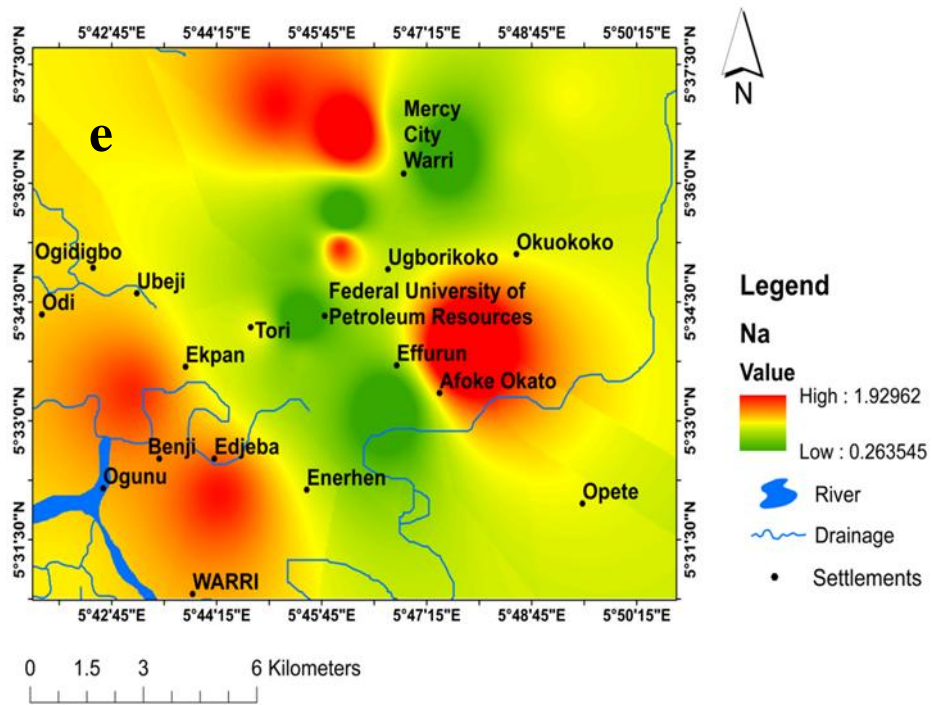 5°42'45"E 5°44'15"E 5°45'45"E 5°47'15"E 5°48'45"E 5°50'15"E
5°37'30"N 5°37'30"N
N
e
Mercy
City
Warri
5°36'0"N 5°36'0"N
Ogidigbo
Ubeji
Odi
Ugborikoko
Okuokoko
Federal University of
Petroleum Resources
5°34'30"N 5°34'30"N
Tori
Ekpan
Effurun
Afoke Okato
5°33'0"N 5°33'0"N
Benji
Edjeba
Ogunu
Enerhen
Opete
5°31'30"N 5°31'30"N
WARRI
5°42'45"E 5°44'15"E 5°45'45"E 5°47'15"E 5°48'45"E 5°50'15"E
Legend
Na
Value
High : 1.92962
Low : 0.263545
River
Drainage
Settlements
0 1.5 3 6 Kilometers